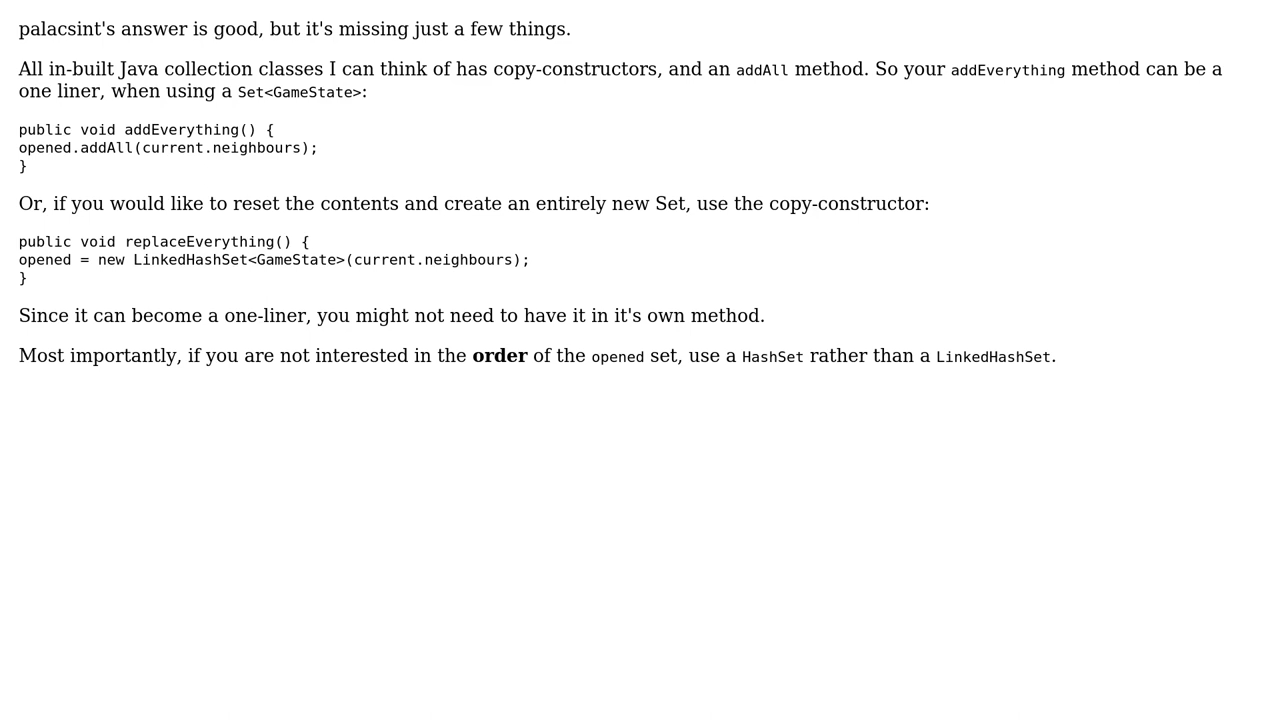 palacsint's answer is good, but it's missing just a few things.
All in-built Java collection classes I can think of has copy-constructors, and an addAll method. So your addEverything method can be a
one liner, when using a Set<GameState>:
public void addEverything() {
opened.addAll(current.neighbours);
}
Or, if you would like to reset the contents and create an entirely new Set, use the copy-constructor:
public void replaceEverything() {
opened = new LinkedHashSet<GameState>(current.neighbours);
}
Since it can become a one-liner, you might not need to have it in it's own method.
Most importantly, if you are not interested in the order of the opened set, use a HashSet rather than a LinkedHashSet.